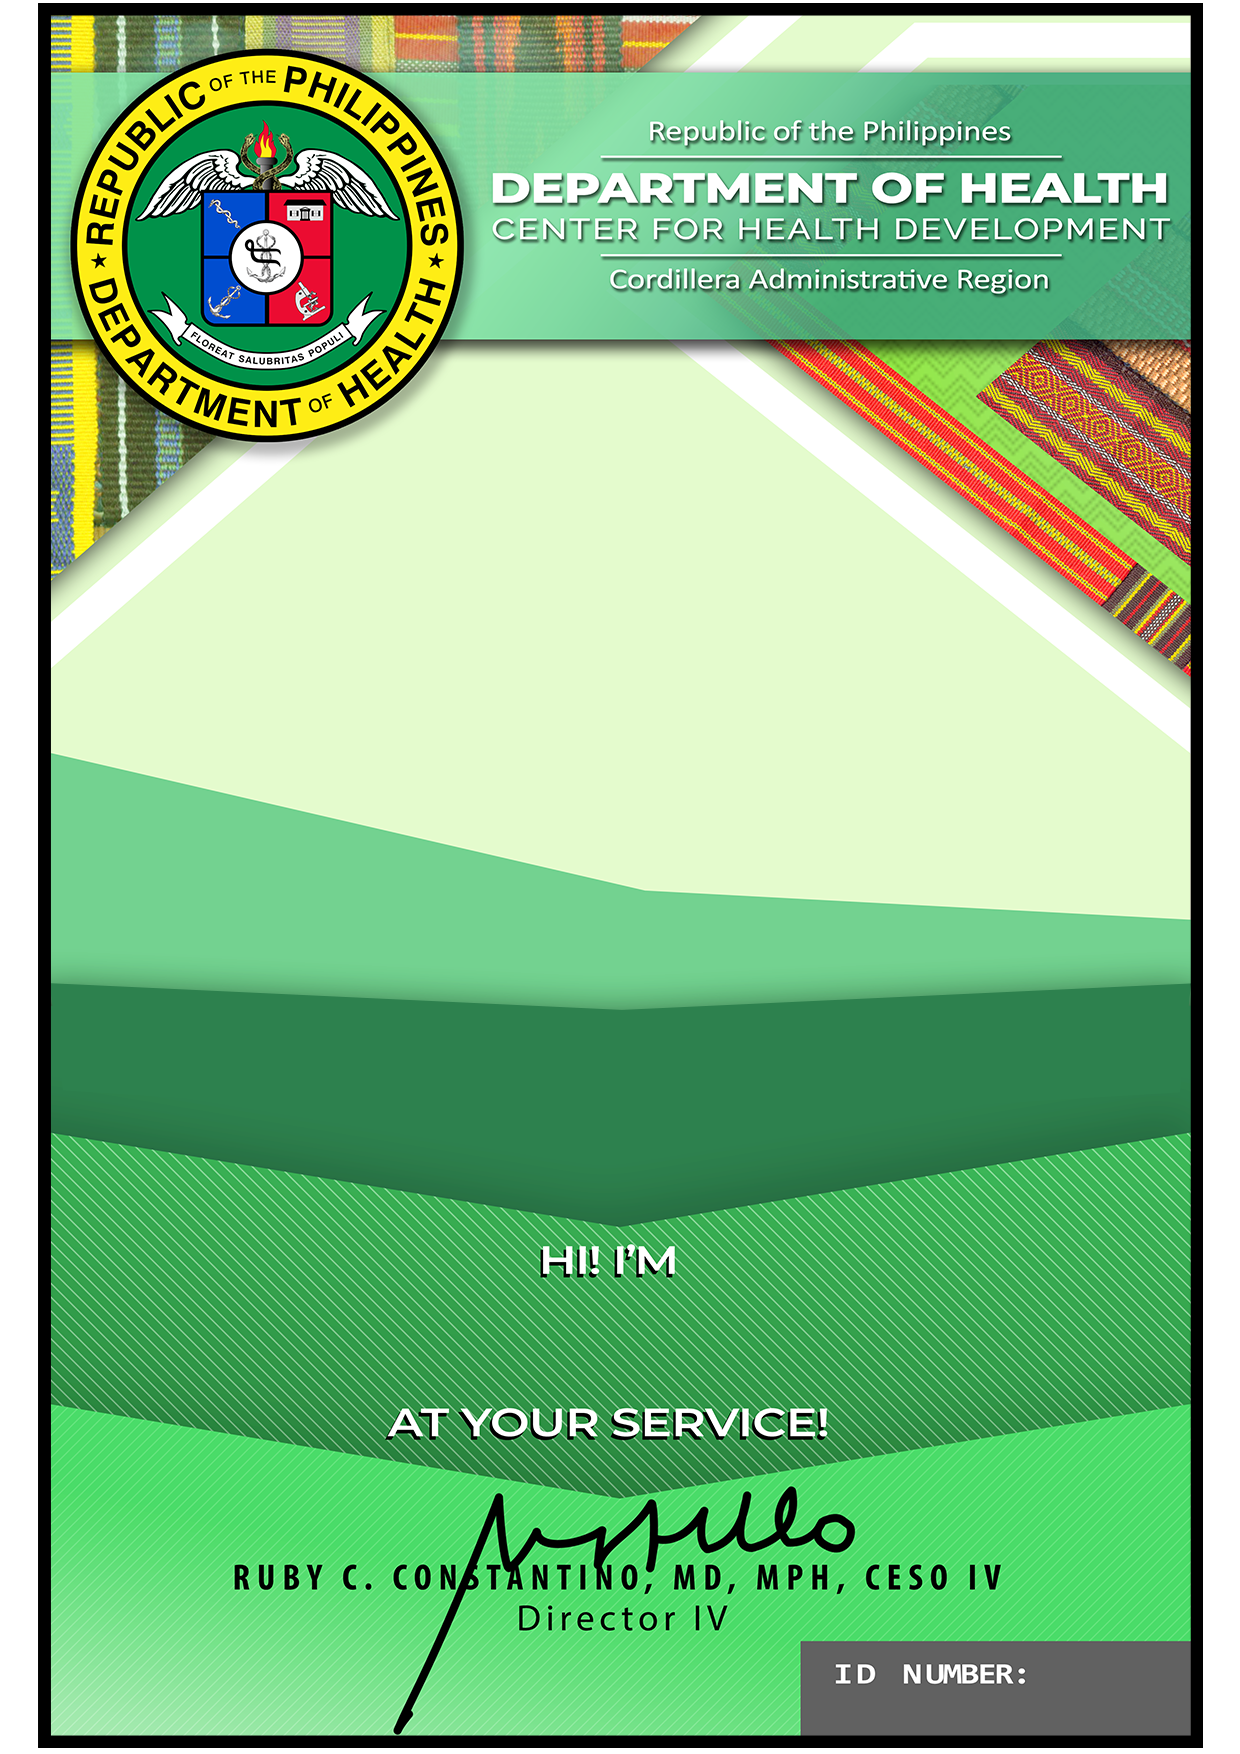 REPUBLIC OF THE PHILIPPINES
DEPARTMENT OF HEALTH
FLOREAT SALUBRITAS POPULI
Republic of the Philippines
DEPARTMENT OF HEALTH
CENTER FOR HEALTH DEVELOPMENT
Cordillera Administrative Region
HI! I'M
AT YOUR SERVICE!
RUBY C. CONSTANTINO, MD, MPH, CESO IV
Director IV
ID NUMBER: